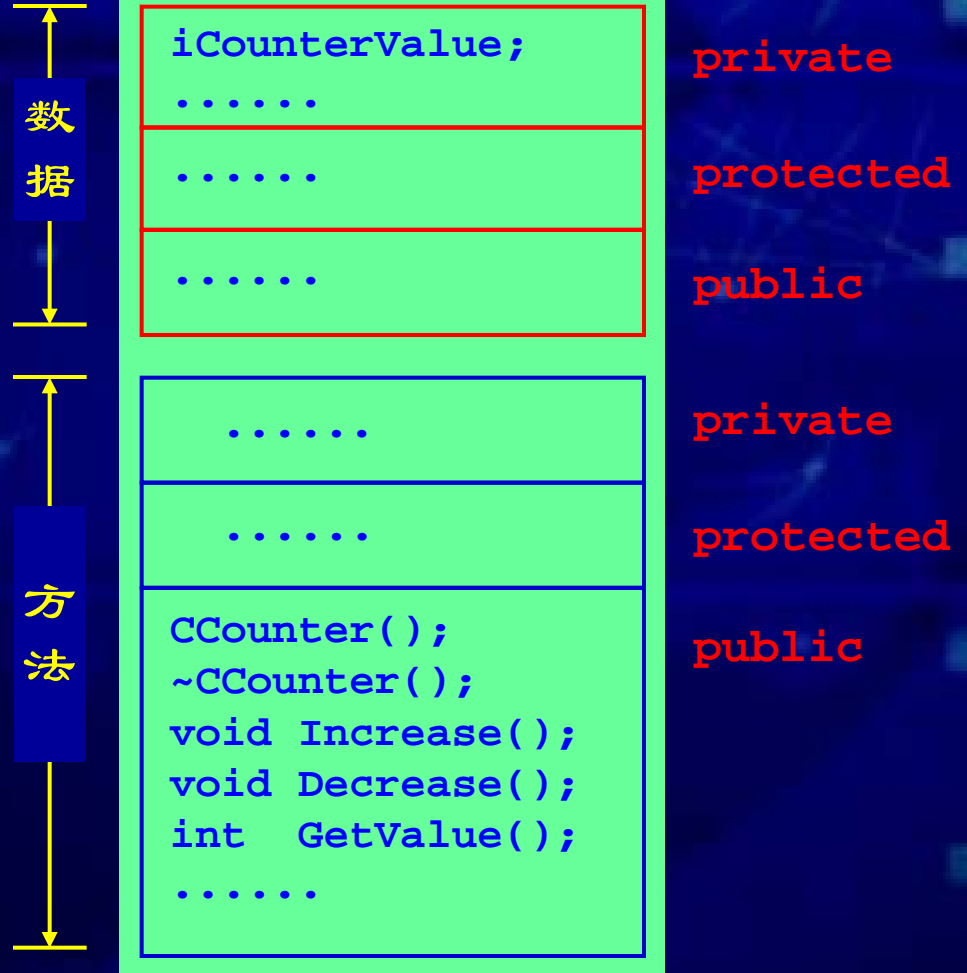 数
据
iCounterValue;
......
private
......
protected
......
public
方
法
......
private
......
protected
CCounter();
~CCounter();
void Increase();
void Decrease();
int  GetValue();
......
public